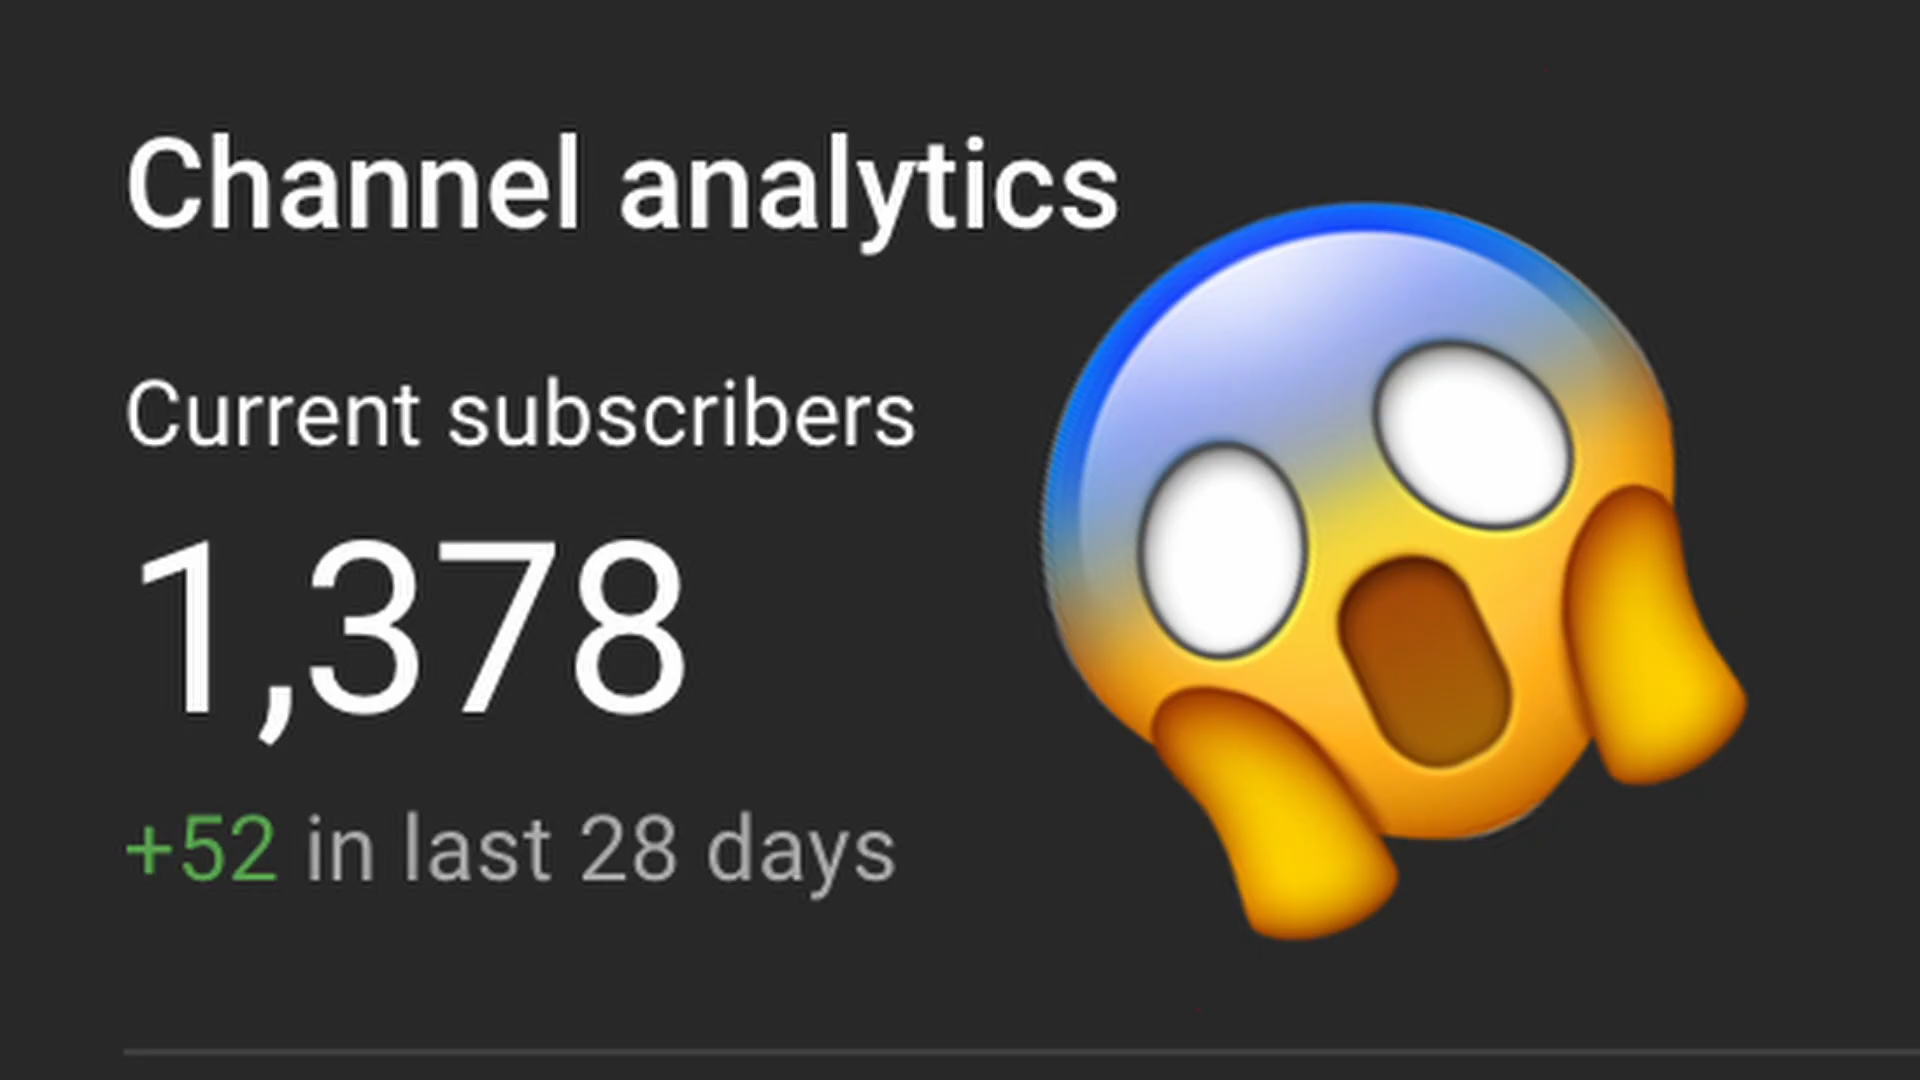 Channel analytics
Current subscribers
1,378
+52 in last 28 days